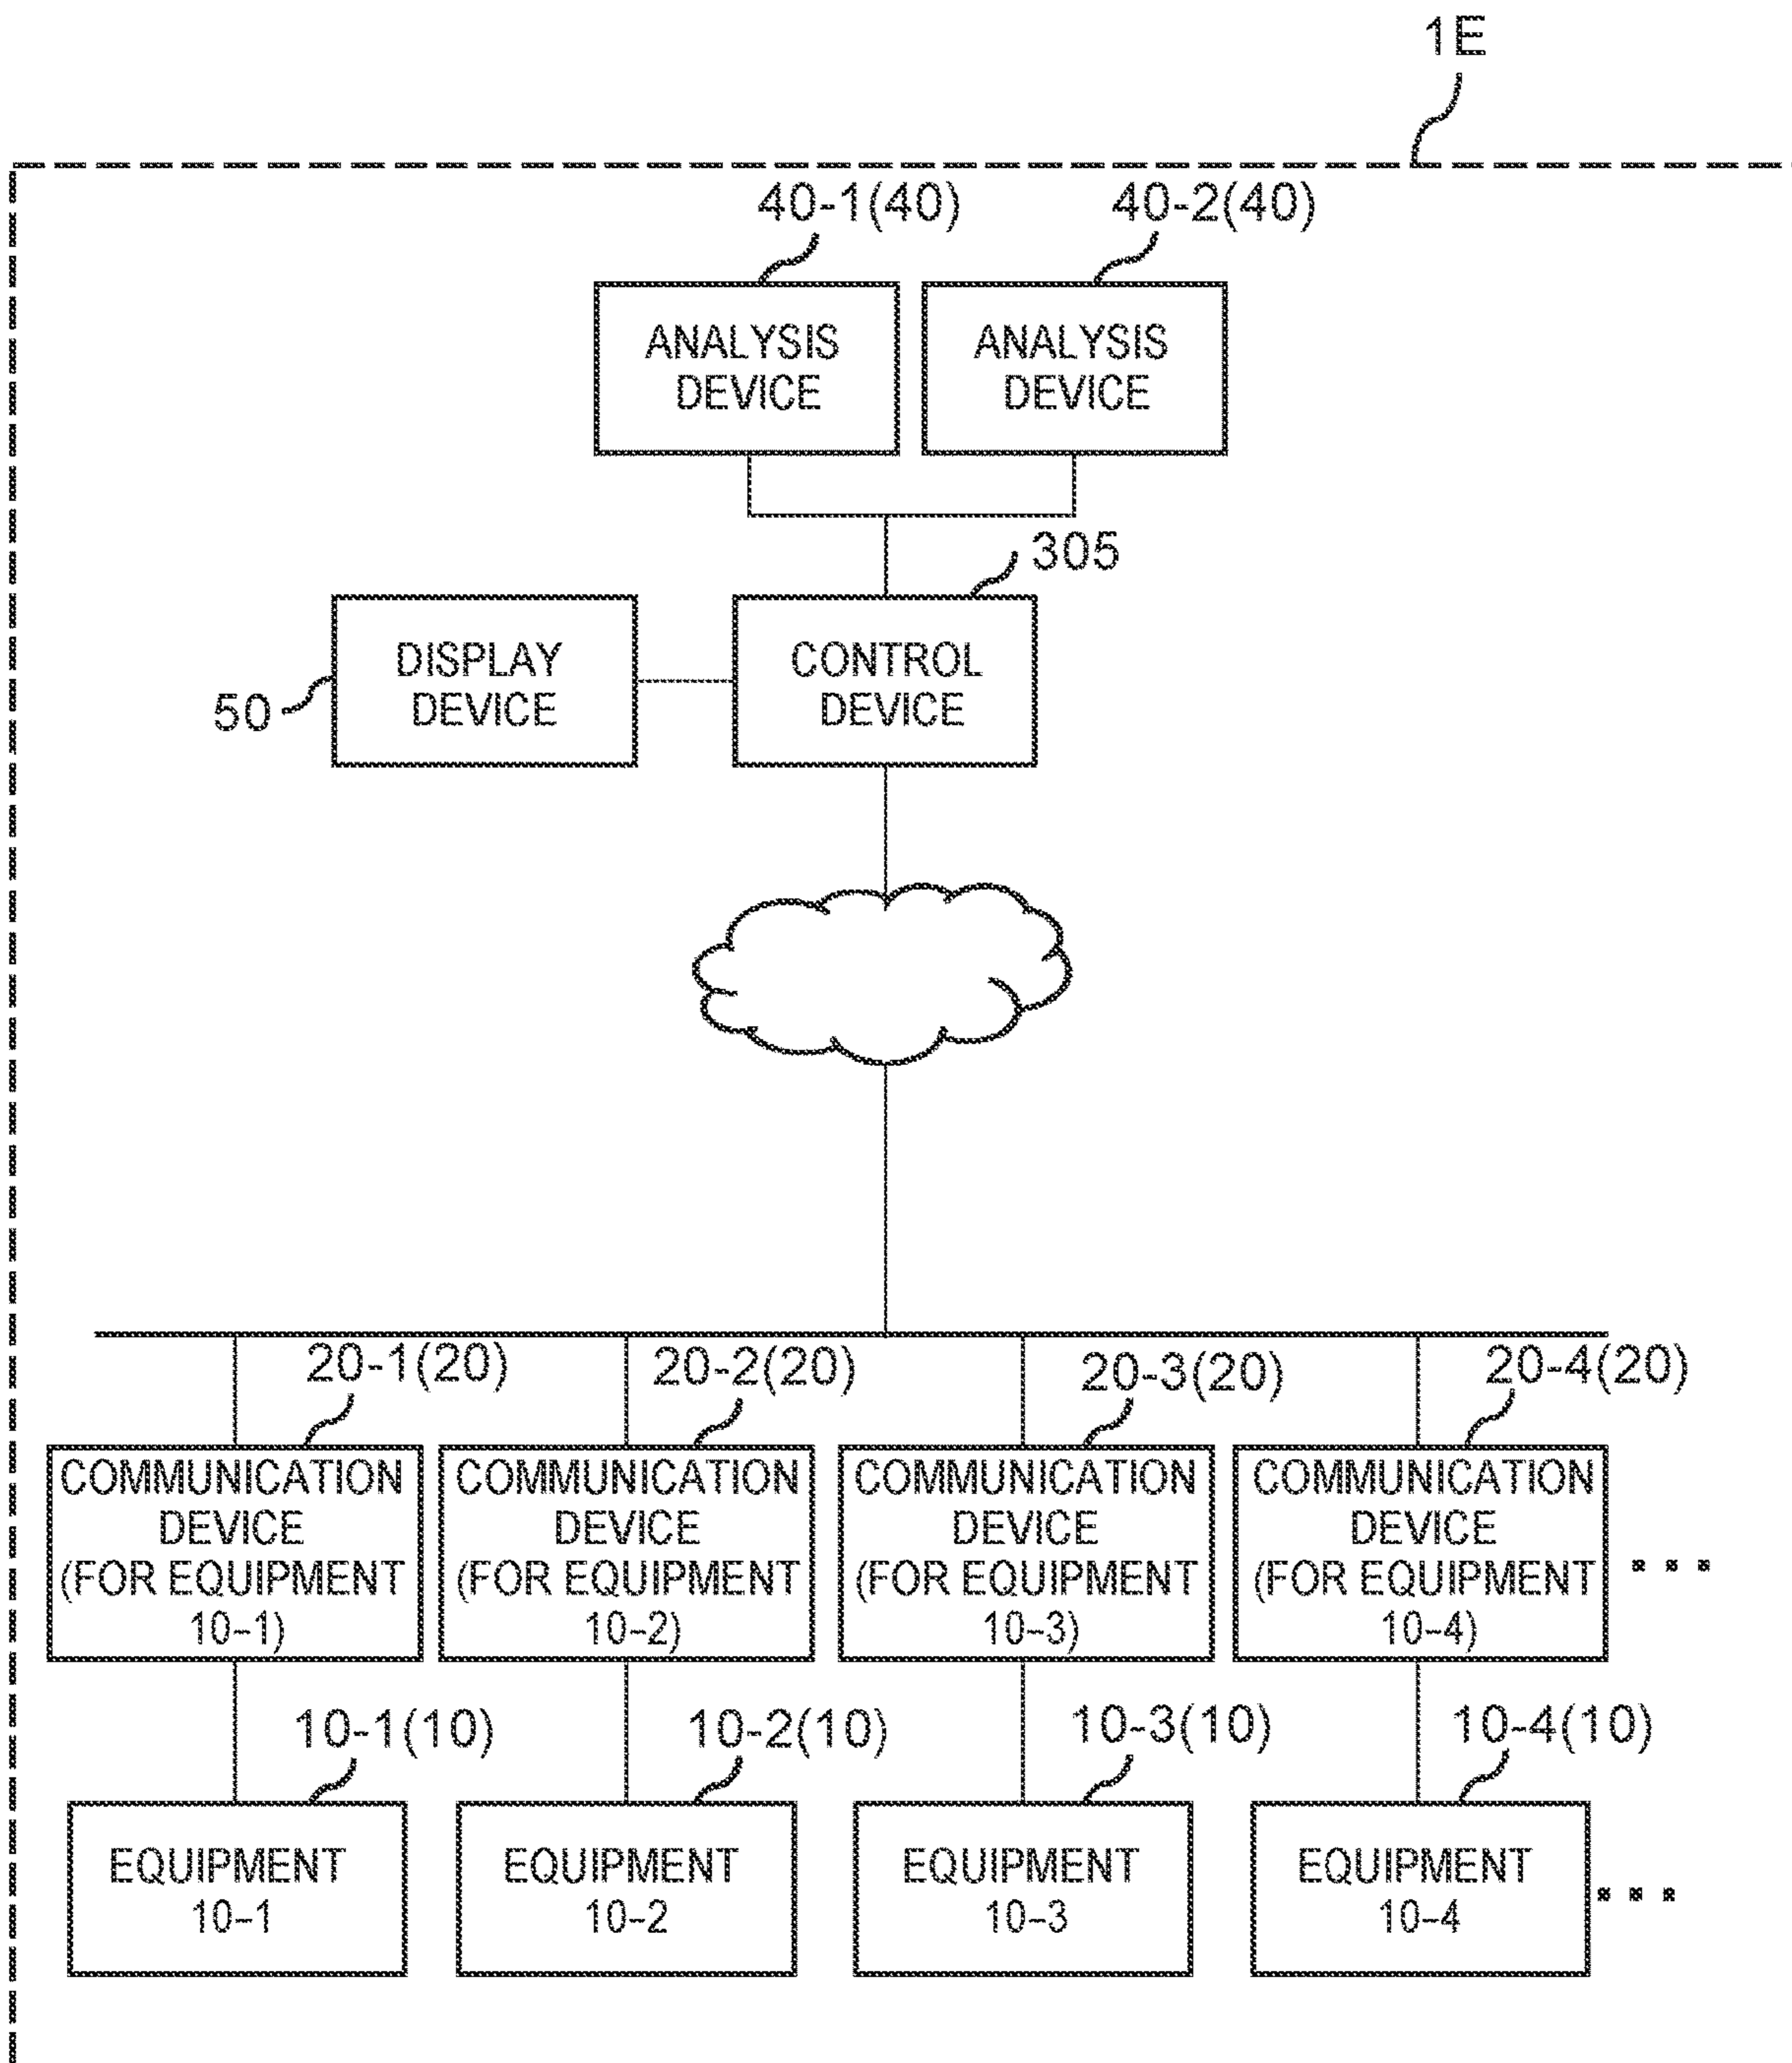 1E
40-1(40)
40-2(40)
ANALYSIS
DEVICE
ANALYSIS
DEVICE
305
DISPLAY
DEVICE
CONTROL
DEVICE
50
20-1(20)
20-2(20)
20-3(20)
20-4(20)
COMMUNICATION
DEVICE
(FOR EQUIPMENT
10-1)
COMMUNICATION
DEVICE
(FOR EQUIPMENT
10-2)
COMMUNICATION
DEVICE
(FOR EQUIPMENT
10-3)
COMMUNICATION
DEVICE
(FOR EQUIPMENT
10-4)
...
10-1(10)
10-2(10)
10-3(10)
10-4(10)
EQUIPMENT
10-1
EQUIPMENT
10-2
EQUIPMENT
10-3
EQUIPMENT
10-4
...